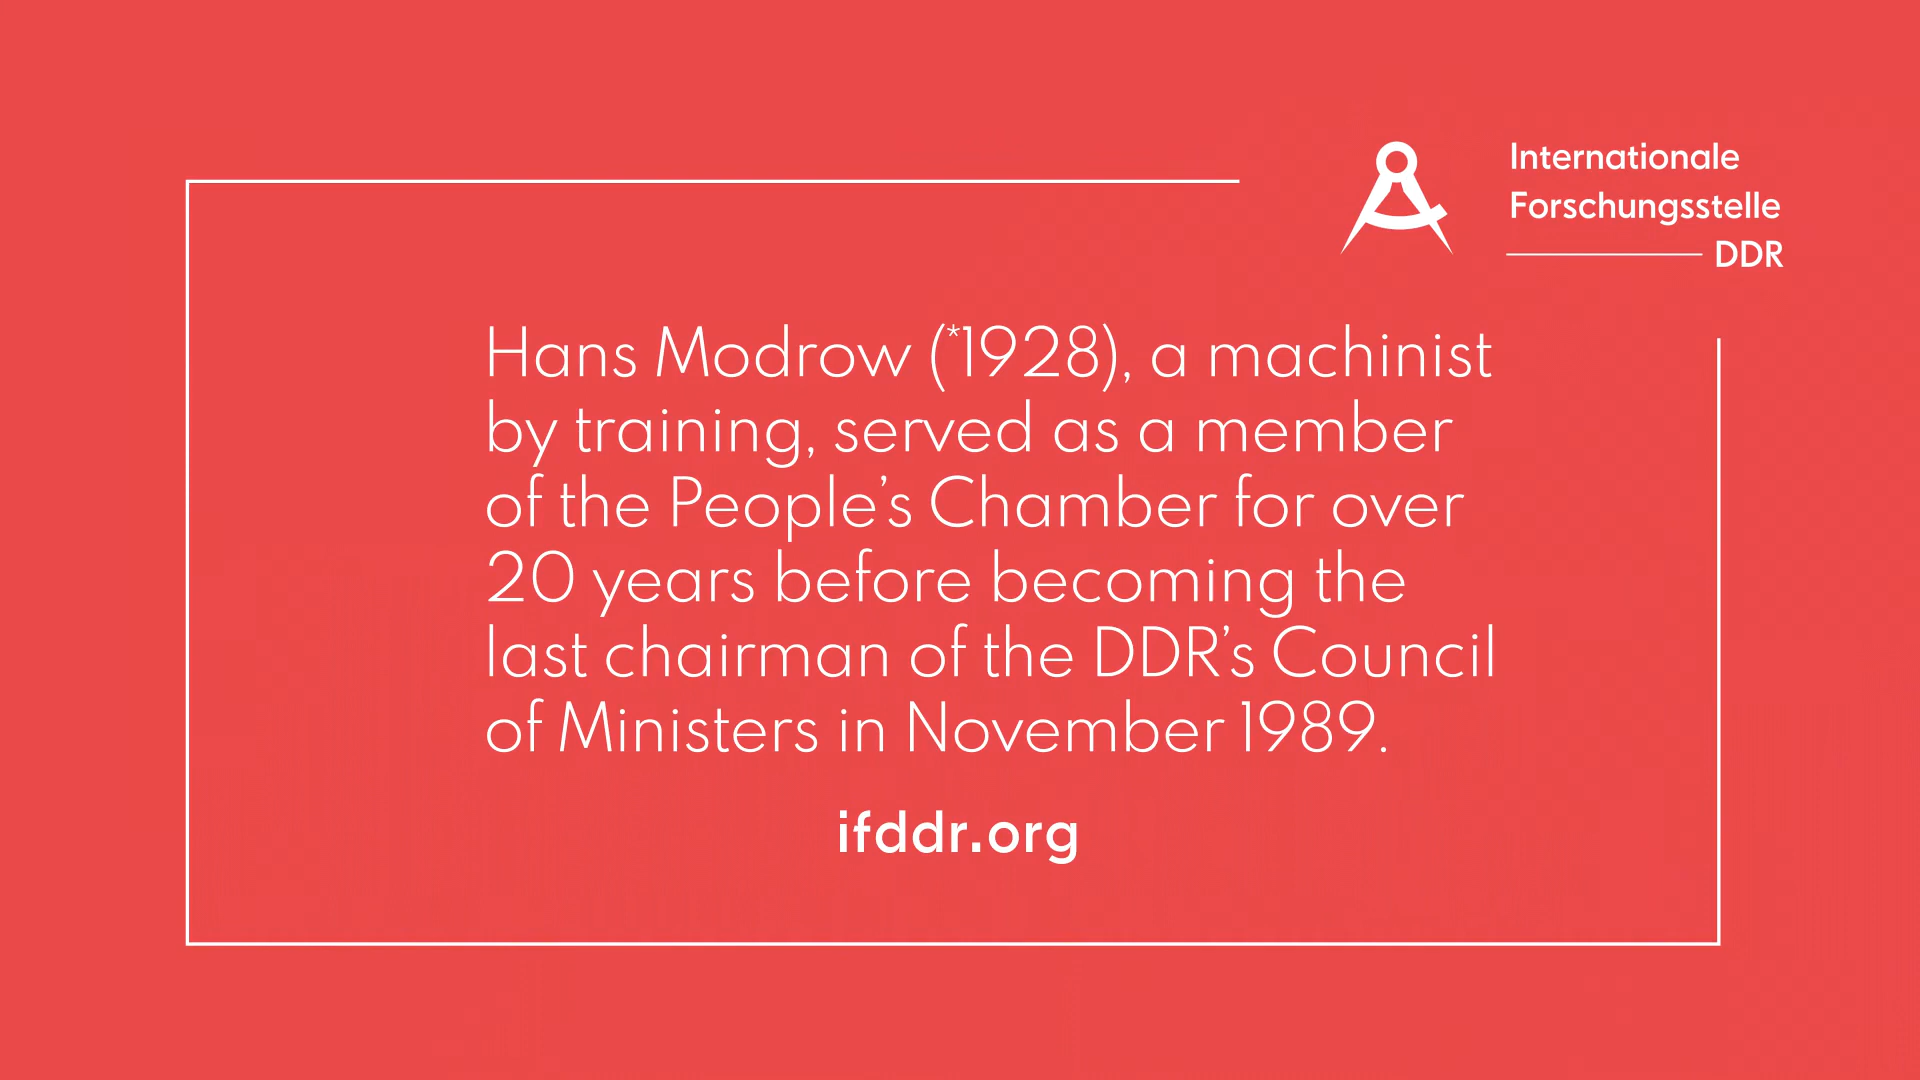 Internationale
Forschungsstelle
DDR
Hans Modrow (*1928), a machinist
by training, served as a member
of the People’s Chamber for over
20 years before becoming the
last chairman of the DDR’s Council
of Ministers in November 1989.
ifddr.org